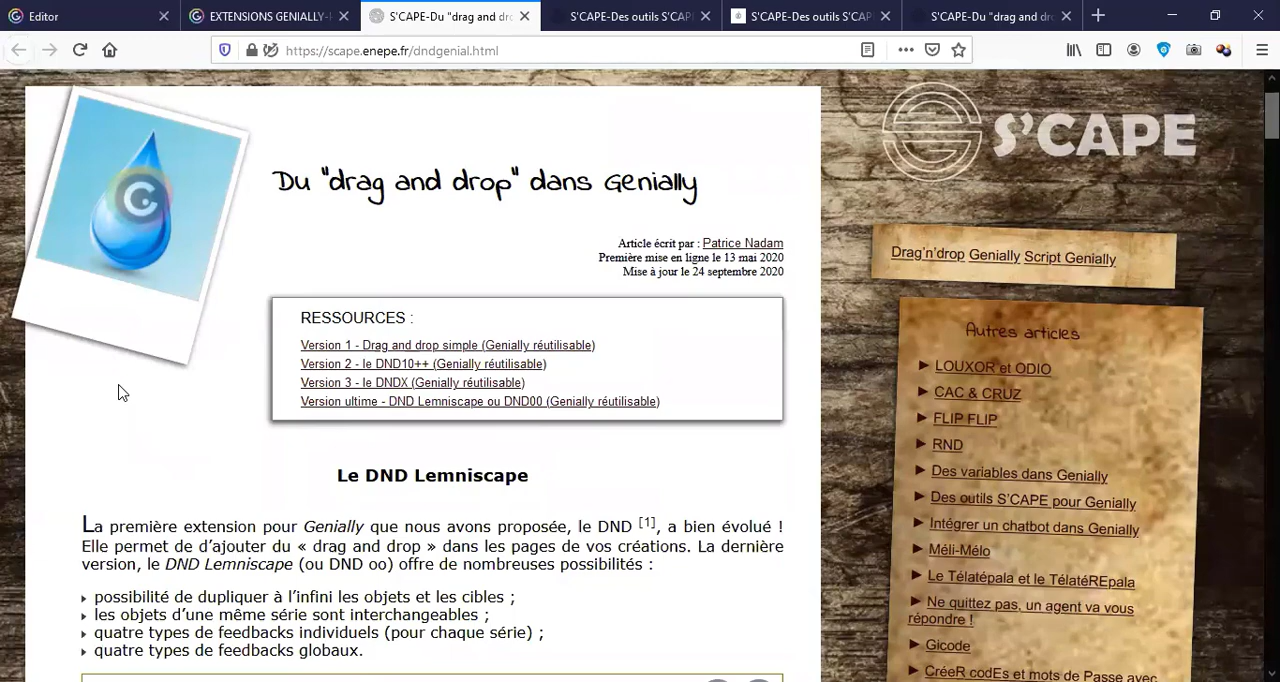 Editor
EXTENSIONS GENIALLY-
S'CAPE-Du "drag and dro
S'CAPE-Des outils S'CAP
S'CAPE-Des outils S'CAP
S'CAPE-Du "drag and dro
https://scape.enepe.fr/dndgenial.html
S'CAPE
Du "drag and drop" dans Genially
Article écrit par : Patrice Nadam
Première mise en ligne le 13 mai 2020
Mise à jour le 24 septembre 2020
RESSOURCES :
Version 1 - Drag and drop simple (Genially réutilisable)
Version 2 - le DND10++ (Genially réutilisable)
Version 3 - le DNDX (Genially réutilisable)
Version ultime - DND Lemniscape ou DND00 (Genially réutilisable)
Le DND Lemniscape
La première extension pour Genially que nous avons proposée, le DND [1], a bien évolué !
Elle permet de d'ajouter du « drag and drop » dans les pages de vos créations. La dernière
version, le DND Lemniscape (ou DND oo) offre de nombreuses possibilités :
possibilité de dupliquer à l'infini les objets et les cibles ;
les objets d'une même série sont interchangeables ;
quatre types de feedbacks individuels (pour chaque série) ;
quatre types de feedbacks globaux.
Drag'n'drop Genially Script Genially
Autres articles
► LOUXOR et ODIO
► CAC & CRUZ
► FLIP FLIP
► RND
► Des variables dans Genially
► Des outils S'CAPE pour Genially
► Intégrer un chatbot dans Genially
► Méli-Mélo
► Le Télatépala et le TélatéREpala
► Ne quittez pas, un agent va vous
répondre !
► Gicode
► CréeR codEs et mots de Passe avec